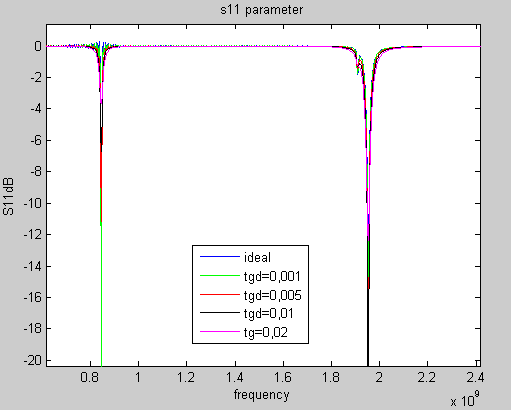 s11 parameter
0
-2
-4
-6
-8
-10
-12
-14
-16
-18
-20
S11dB
ideal
tgd=0,001
tgd=0,005
tgd=0,01
tg=0,02
0.8 1 1.2 1.4 1.6 1.8 2 2.2 2.4
frequency
x 10^9